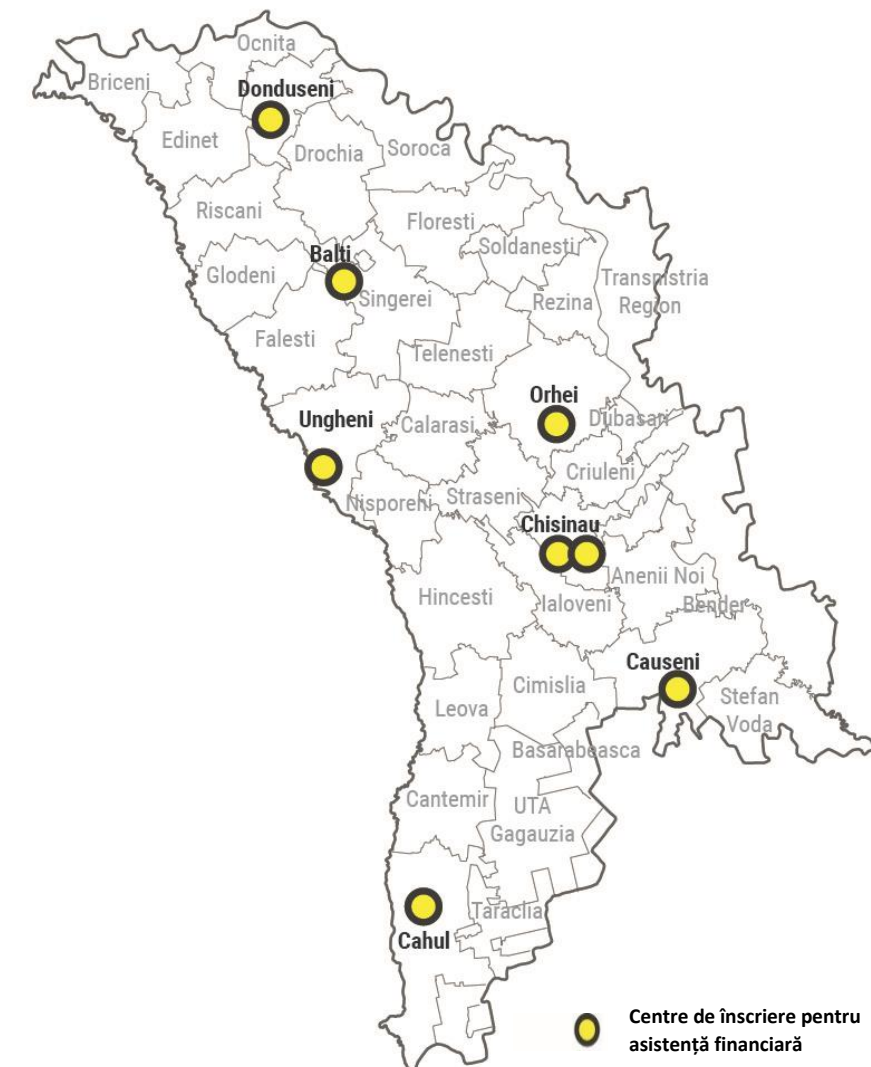 Ocnita
Briceni
Donduseni
Edinet
Drochia
Soroca
Riscani
Floresti
Soldanesti
Balti
Glodeni
Singerei
Rezina
Transnistria
Region
Falesti
Telenesti
Orhei
Ungheni
Calarasi
Dubasari
Criuleni
Nisporeni
Straseni
Chisinau
Anenii Noi
Hincesti
Ialoveni
Bender
Causeni
Cimislia
Stefan
Voda
Leova
Basarabeasca
Cantemir
UTA
Gagauzia
Taraclia
Cahul
Centre de înscriere pentru
asistență financiară